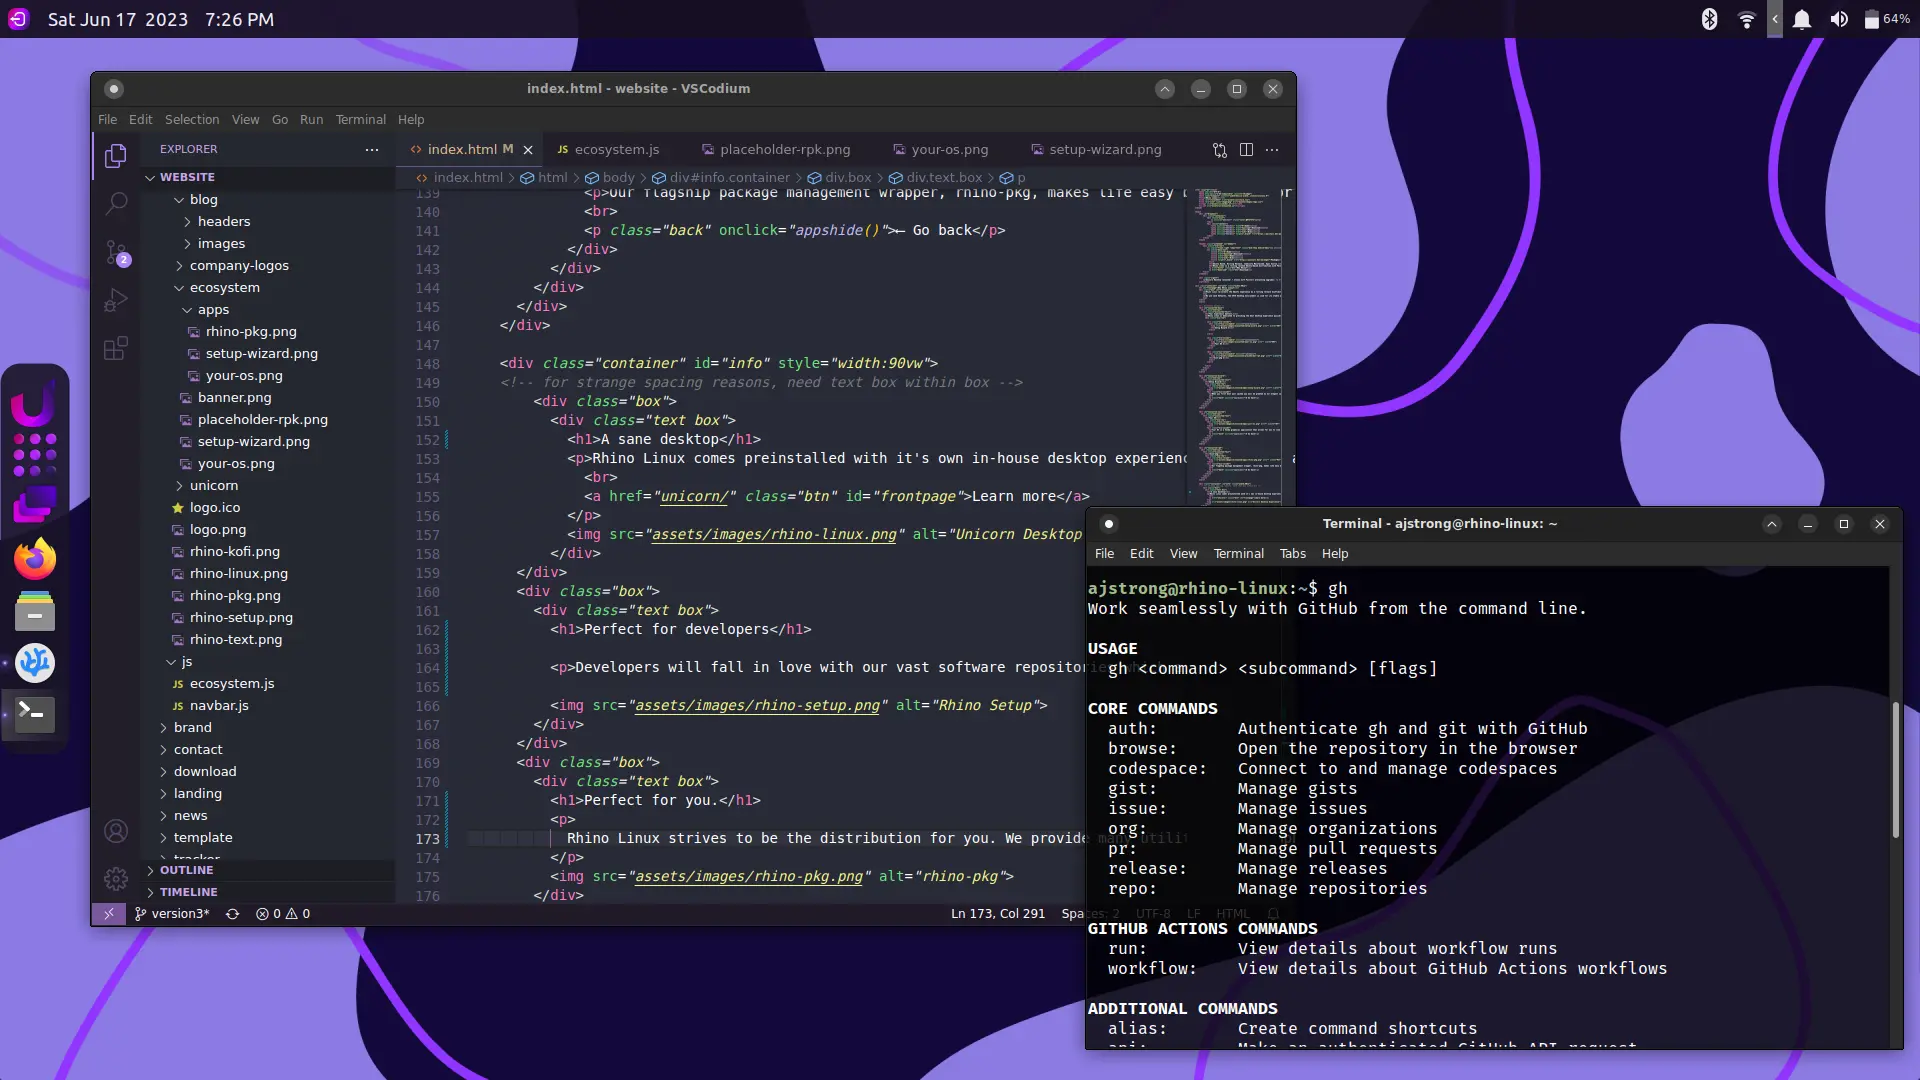 Sat Jun 17 2023 7:26 PM
64%
index.html - website - VSCodium
File Edit Selection View Go Run Terminal Help
EXPLORER
WEBSITE
blog
headers
images
company-logos
ecosystem
apps
rhino-pkg.png
setup-wizard.png
your-os.png
banner.png
placeholder-rpk.png
setup-wizard.png
your-os.png
unicorn
logo.ico
logo.png
rhino-kofi.png
rhino-linux.png
rhino-pkg.png
rhino-setup.png
rhino-text.png
js
JS ecosystem.js
JS navbar.js
brand
contact
download
landing
news
template
tracker
OUTLINE
TIMELINE
2
index.html M
JS ecosystem.js
placeholder-rpk.png
your-os.png
setup-wizard.png
index.html > html > body > div#info.container > div.box > div.text box > p
139 <p>Our flagship package management wrapper, rhino-pkg, makes life easy
140 <br>
141 <p class="back" onclick="appshide()">← Go back</p>
142 </div>
143 </div>
144 </div>
145 </div>
146 </div>
147
148 <div class="container" id="info" style="width:90vw">
149 <!-- for strange spacing reasons, need text box within box -->
150 <div class="box">
151 <div class="text box">
152 <h1>A sane desktop</h1>
153 <p>Rhino Linux comes preinstalled with it's own in-house desktop experienc
154 <br>
155 <a href="unicorn/" class="btn" id="frontpage">Learn more</a>
156 </p>
157 <img src="assets/images/rhino-linux.png" alt="Unicorn Desktop
158 </div>
159 </div>
160 <div class="box">
161 <div class="text box">
162 <h1>Perfect for developers</h1>
163
164 <p>Developers will fall in love with our vast software repositories which
165
166 <img src="assets/images/rhino-setup.png" alt="Rhino Setup">
167 </div>
168 </div>
169 <div class="box">
170 <div class="text box">
171 <h1>Perfect for you.</h1>
172 <p>
173 Rhino Linux strives to be the distribution for you. We provide many utili
174 </p>
175 <img src="assets/images/rhino-pkg.png" alt="rhino-pkg">
176 </div>
version3* 0 0
Ln 173, Col 291 Spaces: 2 UTF-8 LF HTML
Terminal - ajstrong@rhino-linux: ~
File Edit View Terminal Tabs Help
ajstrong@rhino-linux:~$ gh
Work seamlessly with GitHub from the command line.
USAGE
gh <command> <subcommand> [flags]
CORE COMMANDS
auth: Authenticate gh and git with GitHub
browse: Open the repository in the browser
codespace: Connect to and manage codespaces
gist: Manage gists
issue: Manage issues
org: Manage organizations
pr: Manage pull requests
release: Manage releases
repo: Manage repositories
GITHUB ACTIONS COMMANDS
run: View details about workflow runs
workflow: View details about GitHub Actions workflows
ADDITIONAL COMMANDS
alias: Create command shortcuts
api: Make an authenticated GitHub API request